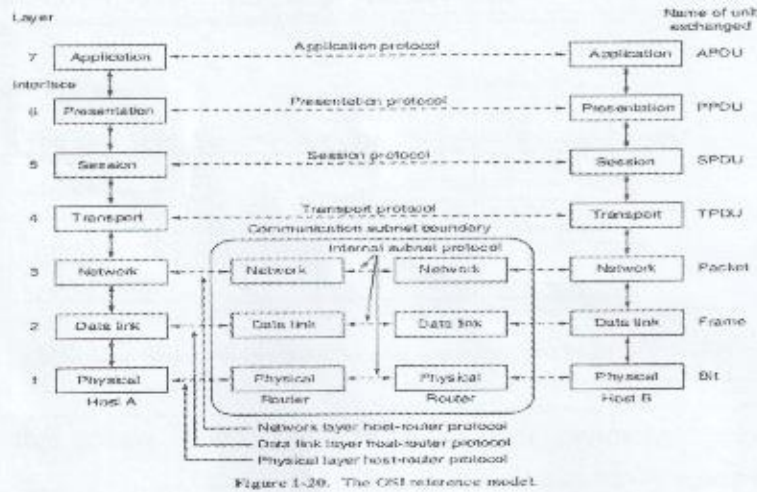 Layer
Name of unit exchanged
7 Application Application protocol Application APDU
Interface
6 Presentation Presentation protocol Presentation PPDU
5 Session Session protocol Session SPDU
4 Transport Transport protocol Transport TPDU
Communication subnet boundary
Internal subnet protocol
3 Network Network Network Network Packet
2 Data link Data link Data link Data link Frame
1 Physical Physical Physical Physical Bit
Host A Router Router Host B
Network layer host-router protocol
Data link layer host-router protocol
Physical layer host-router protocol
Figure 1-20. The OSI reference model.